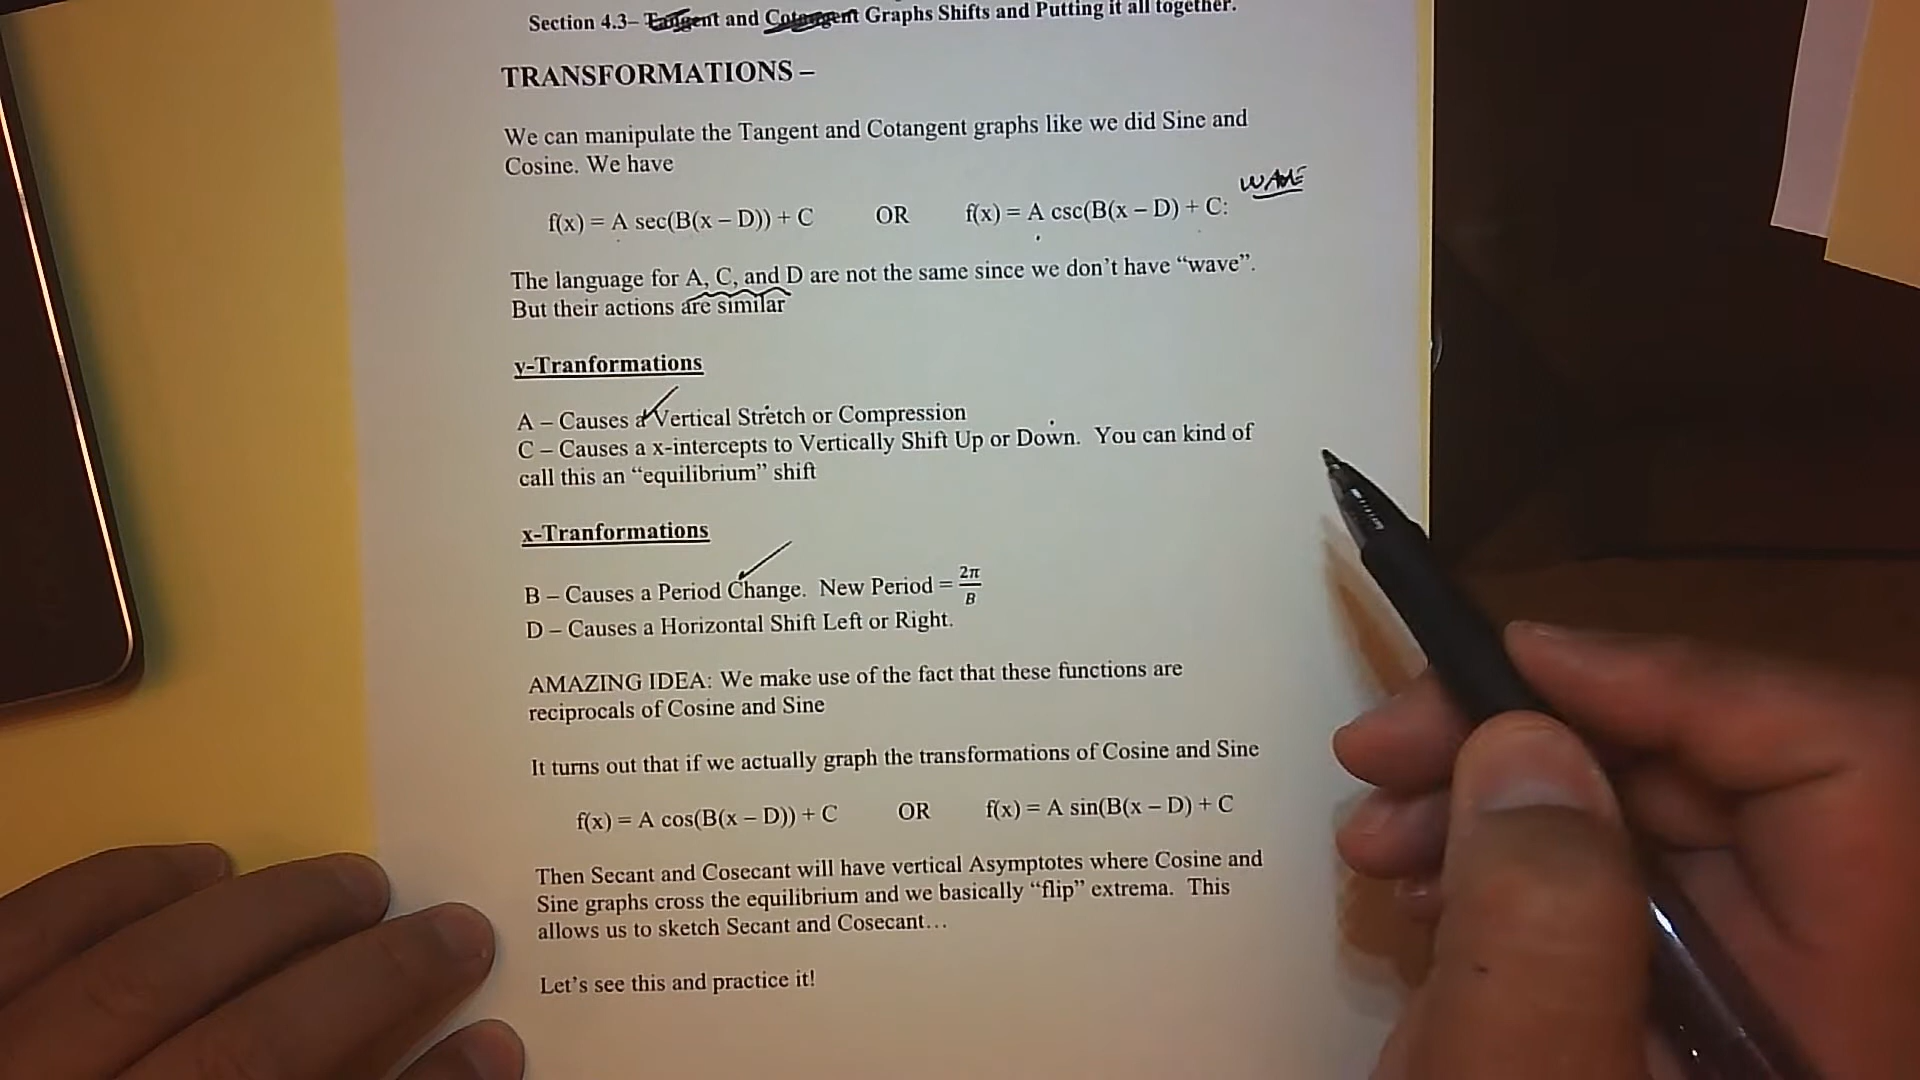 Section 4.3– Tangent and Cotangent Graphs Shifts and Putting it all together.
TRANSFORMATIONS –
We can manipulate the Tangent and Cotangent graphs like we did Sine and
Cosine. We have
WAVE
f(x) = A sec(B(x – D)) + C OR f(x) = A csc(B(x – D) + C:
The language for A, C, and D are not the same since we don’t have “wave”.
But their actions are similar
y-Tranformations
A – Causes a Vertical Stretch or Compression
C – Causes a x-intercepts to Vertically Shift Up or Down. You can kind of
call this an “equilibrium” shift
x-Tranformations
B – Causes a Period Change. New Period = 2π/B
D – Causes a Horizontal Shift Left or Right.
AMAZING IDEA: We make use of the fact that these functions are
reciprocals of Cosine and Sine
It turns out that if we actually graph the transformations of Cosine and Sine
f(x) = A cos(B(x – D)) + C OR f(x) = A sin(B(x – D) + C
Then Secant and Cosecant will have vertical Asymptotes where Cosine and
Sine graphs cross the equilibrium and we basically “flip” extrema. This
allows us to sketch Secant and Cosecant…
Let’s see this and practice it!